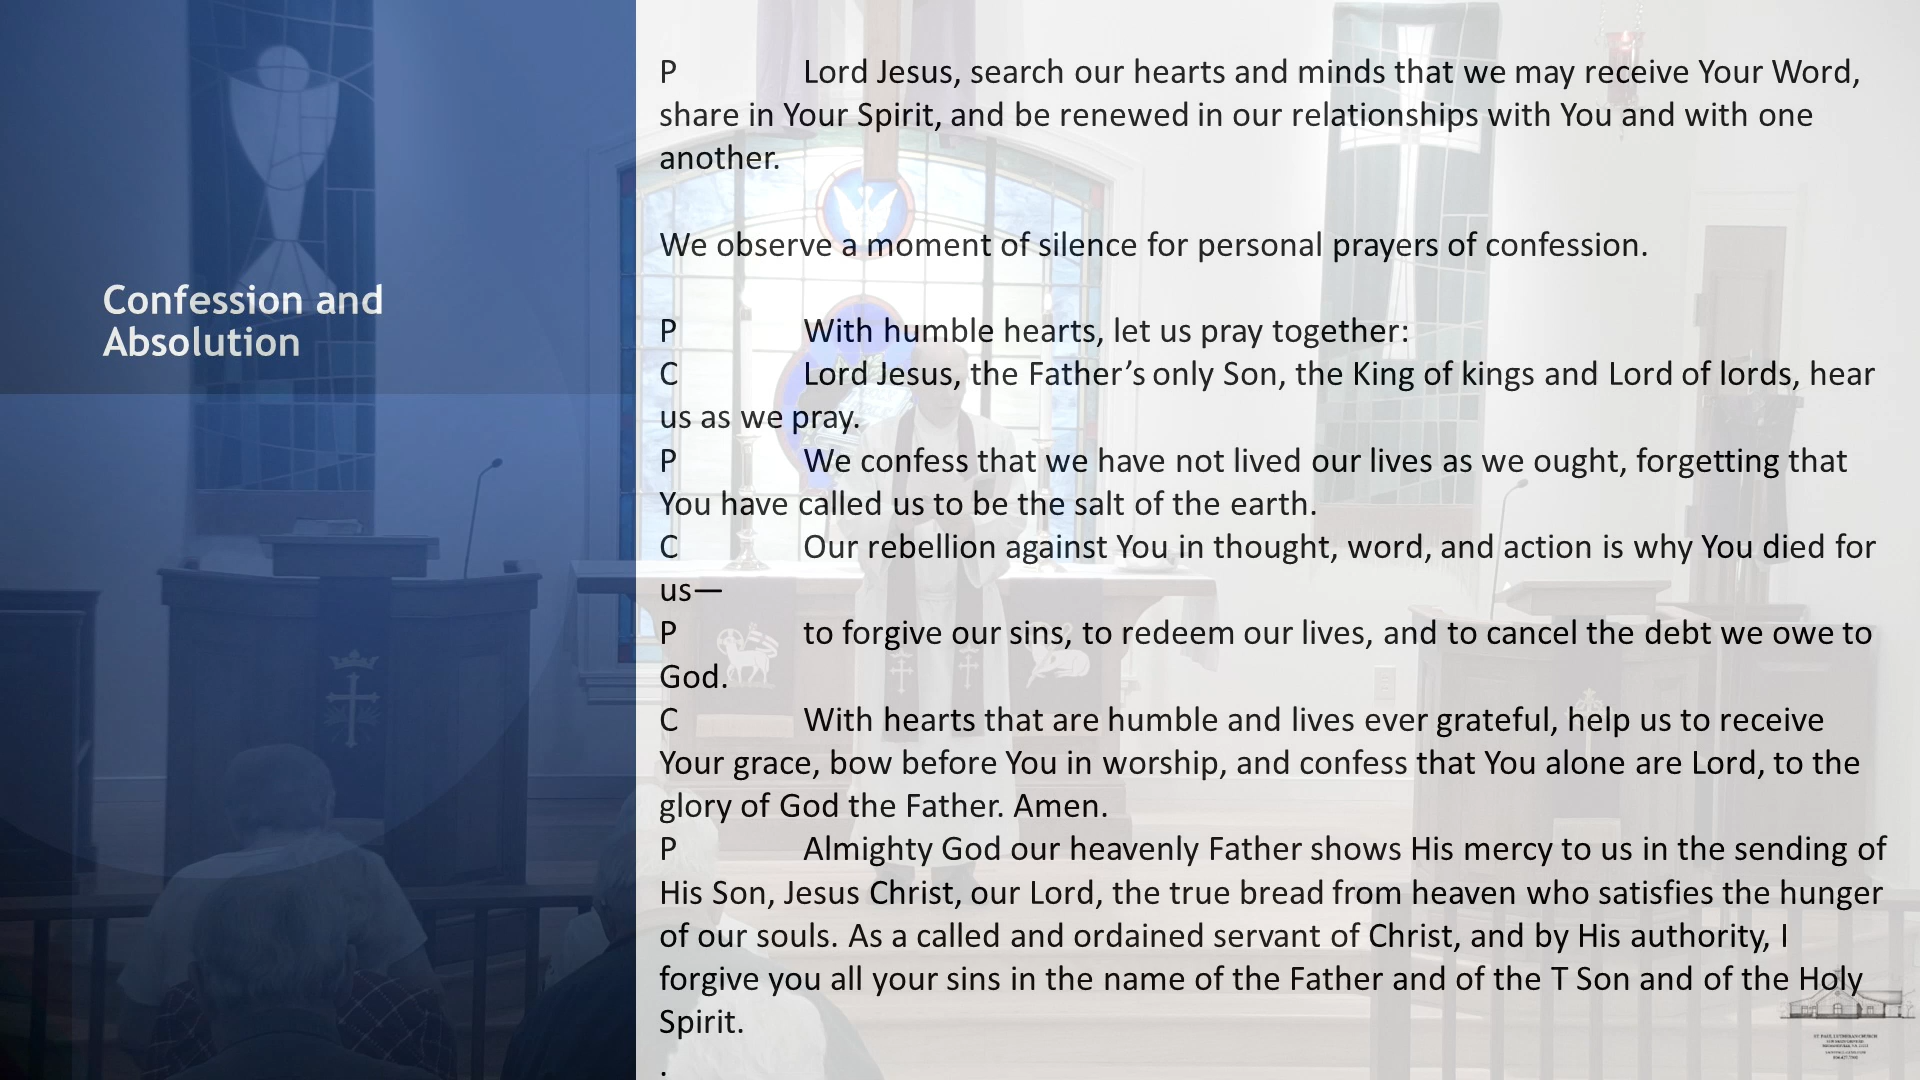 Confession and
Absolution
P Lord Jesus, search our hearts and minds that we may receive Your Word,
share in Your Spirit, and be renewed in our relationships with You and with one
another.
We observe a moment of silence for personal prayers of confession.
P With humble hearts, let us pray together:
C Lord Jesus, the Father’s only Son, the King of kings and Lord of lords, hear
us as we pray.
P We confess that we have not lived our lives as we ought, forgetting that
You have called us to be the salt of the earth.
C Our rebellion against You in thought, word, and action is why You died for
us—
P to forgive our sins, to redeem our lives, and to cancel the debt we owe to
God.
C With hearts that are humble and lives ever grateful, help us to receive
Your grace, bow before You in worship, and confess that You alone are Lord, to the
glory of God the Father. Amen.
P Almighty God our heavenly Father shows His mercy to us in the sending of
His Son, Jesus Christ, our Lord, the true bread from heaven who satisfies the hunger
of our souls. As a called and ordained servant of Christ, and by His authority, I
forgive you all your sins in the name of the Father and of the T Son and of the Holy
Spirit.
.
ST. PAUL LUTHERAN CHURCH